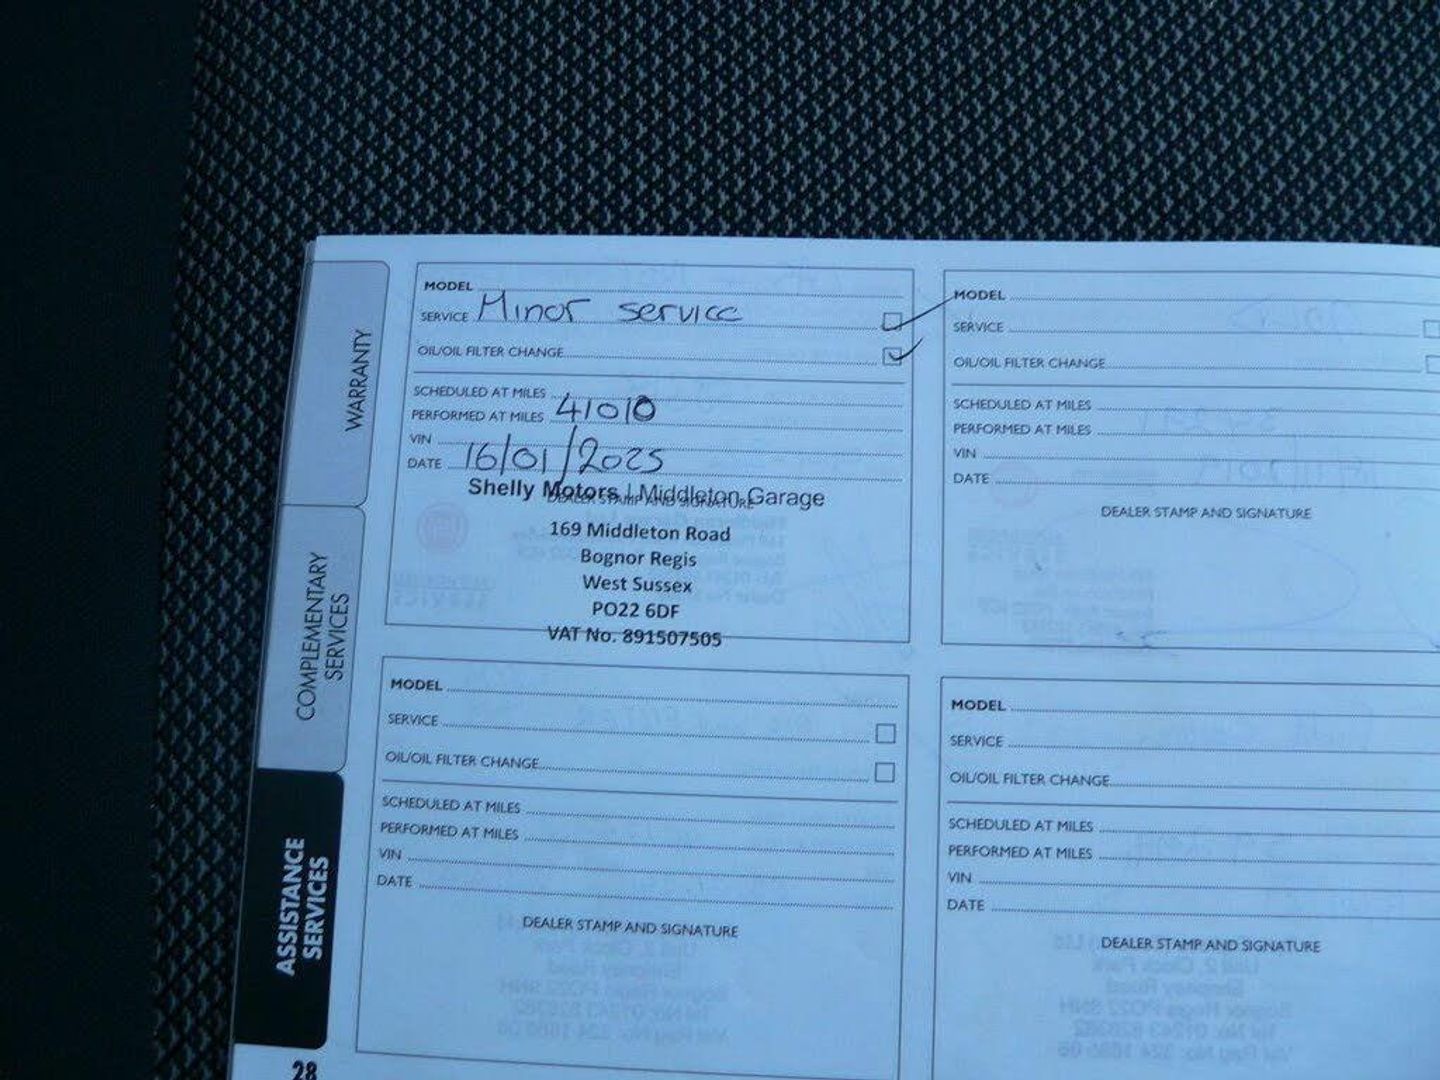 WARRANTY
COMPLEMENTARY
SERVICES
ASSISTANCE
SERVICES
28
MODEL
SERVICE Minor service
OIL/OIL FILTER CHANGE
SCHEDULED AT MILES
PERFORMED AT MILES 41010
VIN
DATE 16/01/2025
DEALER STAMP AND SIGNATURE
Shelly Motors | Middleton Garage
169 Middleton Road
Bognor Regis
West Sussex
PO22 6DF
VAT No. 891507505
MODEL
SERVICE
OIL/OIL FILTER CHANGE
SCHEDULED AT MILES
PERFORMED AT MILES
VIN
DATE
DEALER STAMP AND SIGNATURE
MODEL
SERVICE
OIL/OIL FILTER CHANGE
SCHEDULED AT MILES
PERFORMED AT MILES
VIN
DATE
DEALER STAMP AND SIGNATURE
MODEL
SERVICE
OIL/OIL FILTER CHANGE
SCHEDULED AT MILES
PERFORMED AT MILES
VIN
DATE
DEALER STAMP AND SIGNATURE